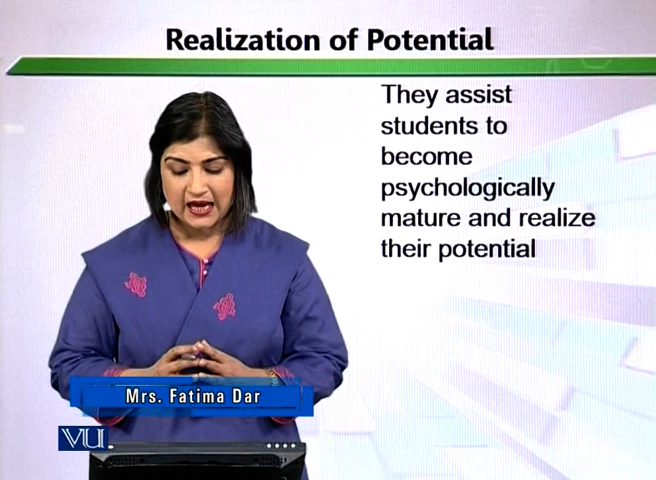 Realization of Potential
They assist
students to
become
psychologically
mature and realize
their potential
Mrs. Fatima Dar
VU